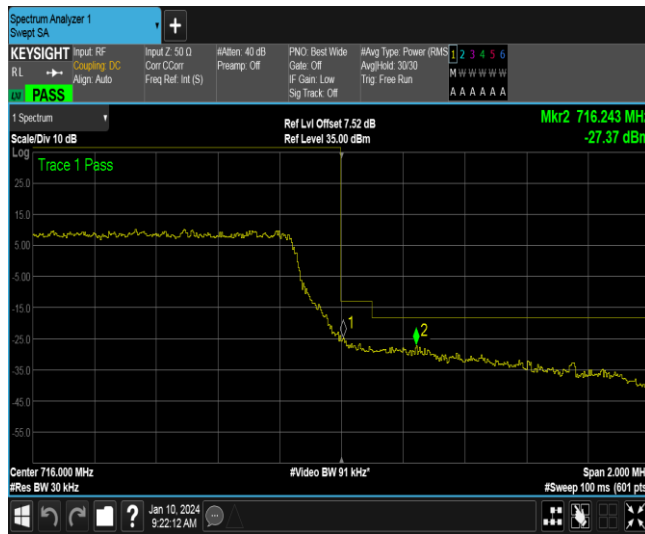 Spectrum Analyzer 1
Swept SA
+
KEYSIGHT Input: RF Input Z: 50 Ω #Atten: 40 dB PNO: Best Wide #Avg Type: Power (RMS 1 2 3 4 5 6
RL Coupling: DC Corr CCorr Preamp: Off Gate: Off Avg|Hold: 30/30 M W W W W W
Align: Auto Freq Ref: Int (S) IF Gain: Low Trig: Free Run
Sig Track: Off A A A A A A
PASS
1 Spectrum
Scale/Div 10 dB
Ref Lvl Offset 7.52 dB
Ref Level 35.00 dBm
Mkr2 716.243 MHz
-27.37 dBm
Log
Trace 1 Pass
25.0
15.0
5.00
-5.00
-15.0
-25.0
-35.0
-45.0
-55.0
1
2
Center 716.000 MHz #Video BW 91 kHz* Span 2.000 MHz
#Res BW 30 kHz #Sweep 100 ms (601 pts
? Jan 10, 2024
9:22:12 AM